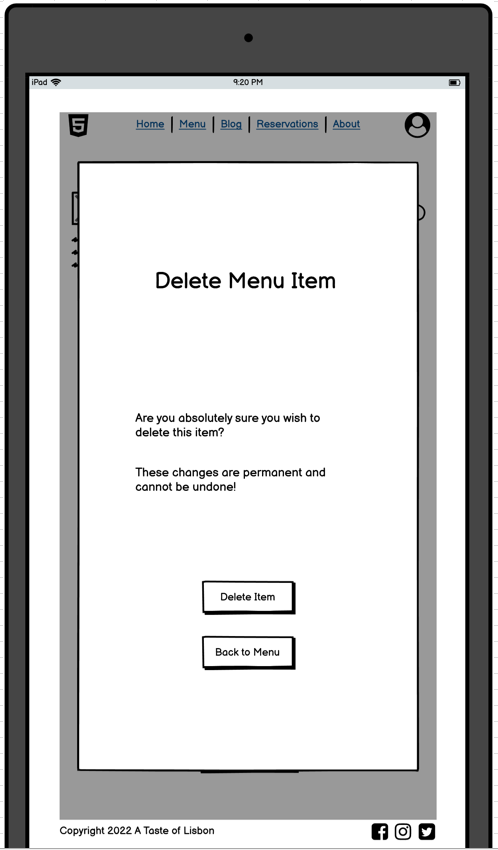 iPad 9:20 PM
5 Home Menu Blog Reservations About
Delete Menu Item
Are you absolutely sure you wish to
delete this item?
These changes are permanent and
cannot be undone!
Delete Item
Back to Menu
Copyright 2022 A Taste of Lisbon